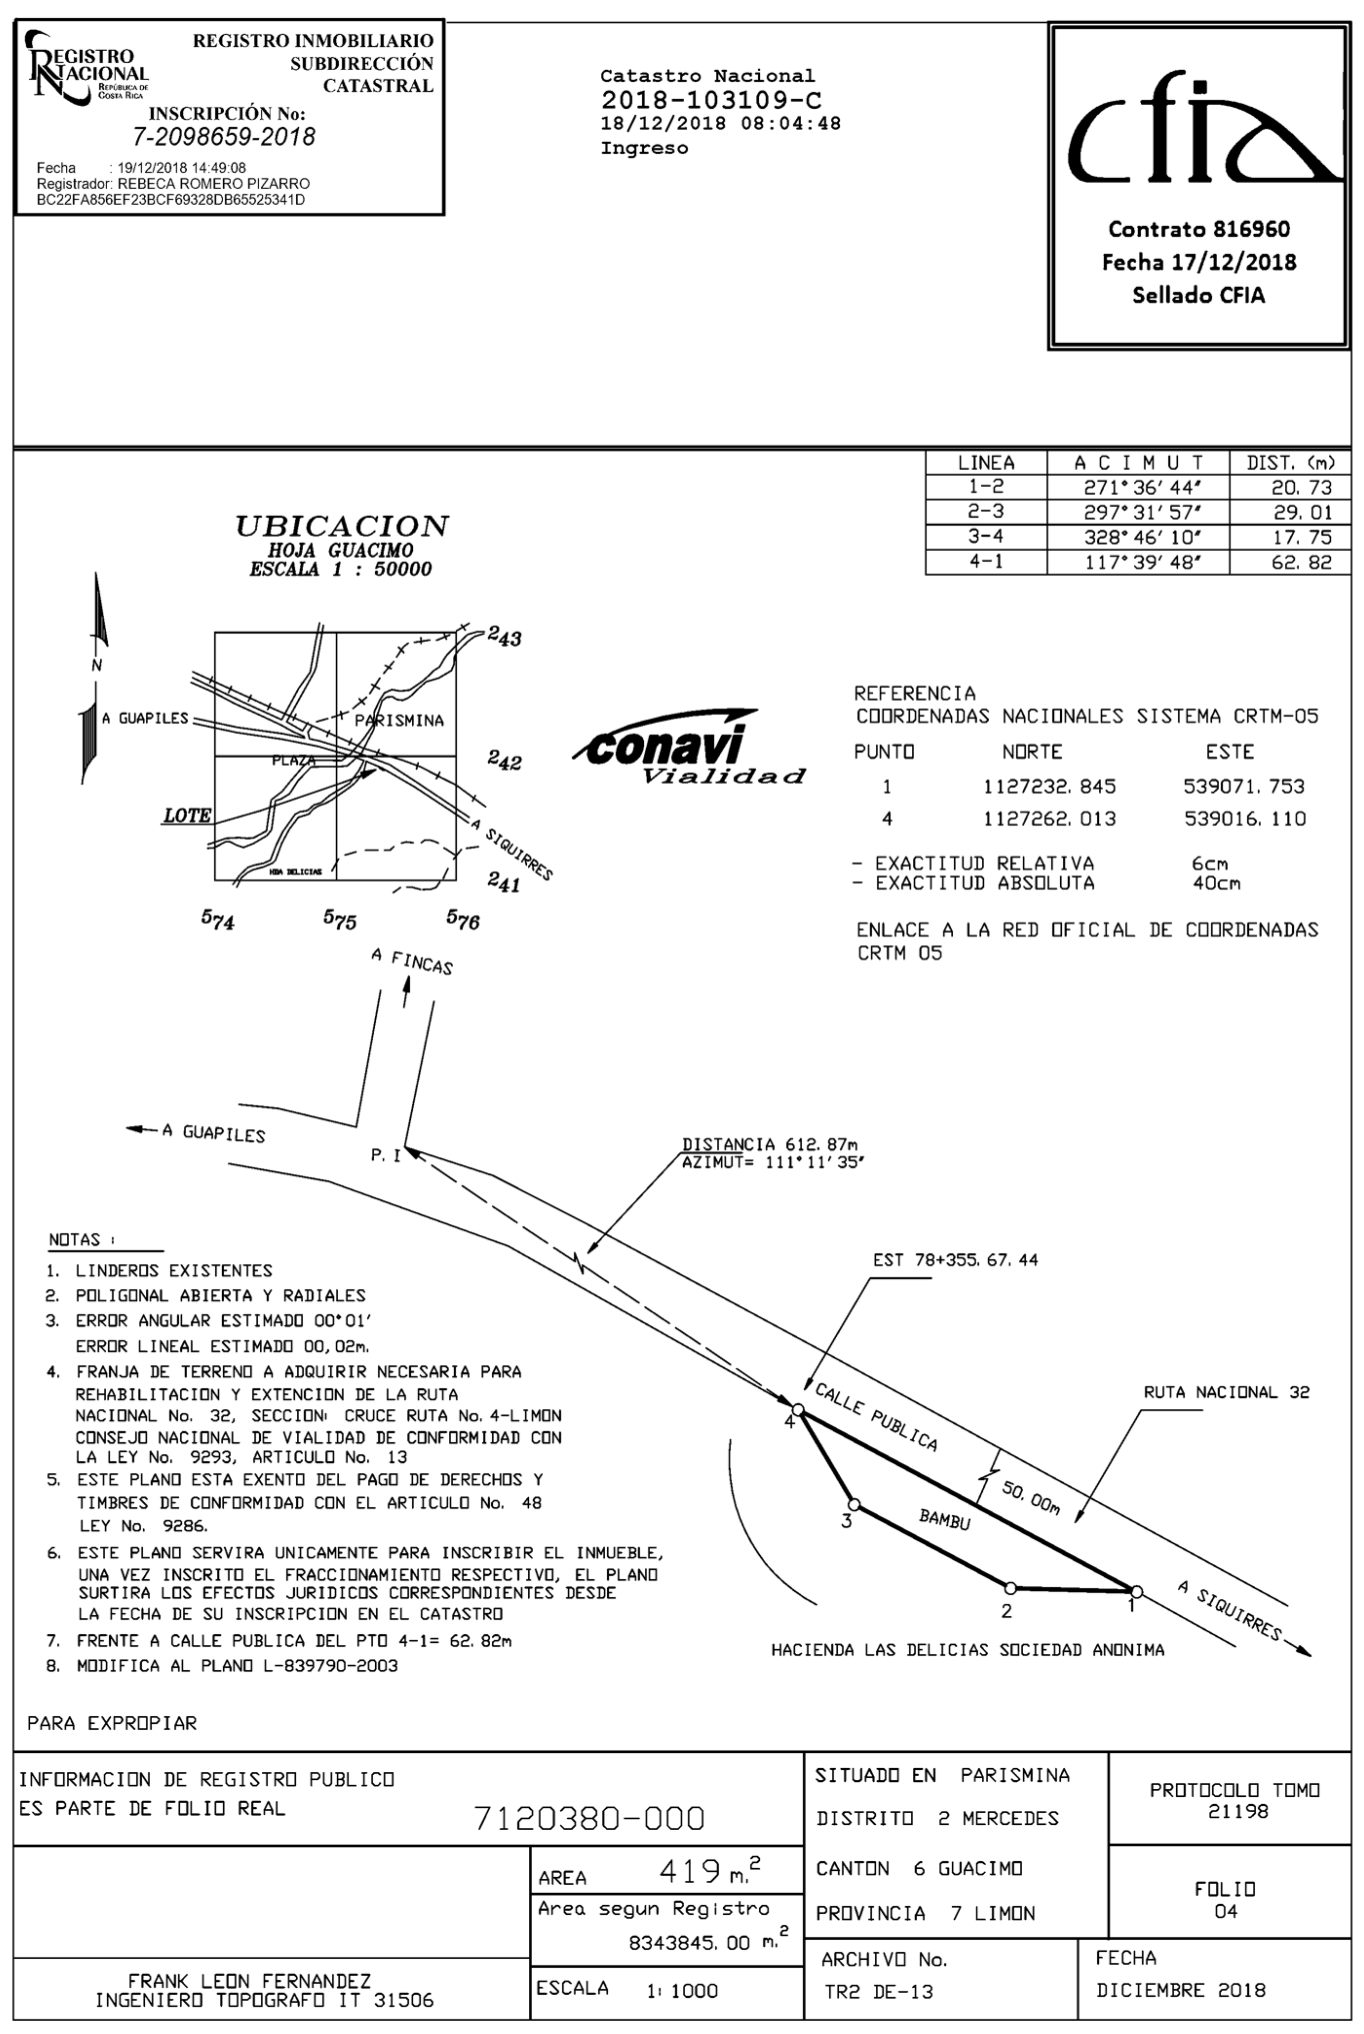 REGISTRO NACIONAL
REPÚBLICA DE COSTA RICA
REGISTRO INMOBILIARIO
SUBDIRECCIÓN
CATASTRAL
INSCRIPCIÓN No:
7-2098659-2018
Fecha : 19/12/2018 14:49:08
Registrador: REBECA ROMERO PIZARRO
BC22FA856EF23BCF69328DB65525341D
Catastro Nacional
2018-103109-C
18/12/2018 08:04:48
Ingreso
cfia
Contrato 816960
Fecha 17/12/2018
Sellado CFIA
LINEA A C I M U T DIST. (m)
1-2 271°36'44" 20.73
2-3 297°31'57" 29.01
3-4 328°46'10" 17.75
4-1 117°39'48" 62.82
UBICACION
HOJA GUACIMO
ESCALA 1 : 50000
N
243
A GUAPILES
PARISMINA
242
PLAZA
LOTE
A SIQUIRRES
HDA DELICIAS
241
574 575 576
conavi
Vialidad
REFERENCIA
COORDENADAS NACIONALES SISTEMA CRTM-05
PUNTO NORTE ESTE
1 1127232.845 539071.753
4 1127262.013 539016.110
- EXACTITUD RELATIVA 6cm
- EXACTITUD ABSOLUTA 40cm
ENLACE A LA RED OFICIAL DE COORDENADAS
CRTM 05
A FINCAS
A GUAPILES
P.I
DISTANCIA 612.87m
AZIMUT= 111°11'35"
EST 78+355.67.44
RUTA NACIONAL 32
CALLE PUBLICA
50.00m
BAMBU
4
3
2
1
A SIQUIRRES
HACIENDA LAS DELICIAS SOCIEDAD ANONIMA
NOTAS :
1. LINDEROS EXISTENTES
2. POLIGONAL ABIERTA Y RADIALES
3. ERROR ANGULAR ESTIMADO 00°01'
ERROR LINEAL ESTIMADO 00,02m.
4. FRANJA DE TERRENO A ADQUIRIR NECESARIA PARA
REHABILITACION Y EXTENCION DE LA RUTA
NACIONAL No. 32, SECCION: CRUCE RUTA No.4-LIMON
CONSEJO NACIONAL DE VIALIDAD DE CONFORMIDAD CON
LA LEY No. 9293, ARTICULO No. 13
5. ESTE PLANO ESTA EXENTO DEL PAGO DE DERECHOS Y
TIMBRES DE CONFORMIDAD CON EL ARTICULO No. 48
LEY No. 9286.
6. ESTE PLANO SERVIRA UNICAMENTE PARA INSCRIBIR EL INMUEBLE,
UNA VEZ INSCRITO EL FRACCIONAMIENTO RESPECTIVO, EL PLANO
SURTIRA LOS EFECTOS JURIDICOS CORRESPONDIENTES DESDE
LA FECHA DE SU INSCRIPCION EN EL CATASTRO
7. FRENTE A CALLE PUBLICA DEL PTO 4-1= 62.82m
8. MODIFICA AL PLANO L-839790-2003
PARA EXPROPIAR
INFORMACION DE REGISTRO PUBLICO
ES PARTE DE FOLIO REAL
7120380-000
AREA 419 m.²
Area segun Registro
8343845.00 m.²
FRANK LEON FERNANDEZ
INGENIERO TOPOGRAFO IT 31506
ESCALA 1:1000
SITUADO EN PARISMINA
DISTRITO 2 MERCEDES
CANTON 6 GUACIMO
PROVINCIA 7 LIMON
PROTOCOLO TOMO
21198
FOLIO
04
ARCHIVO No.
TR2 DE-13
FECHA
DICIEMBRE 2018